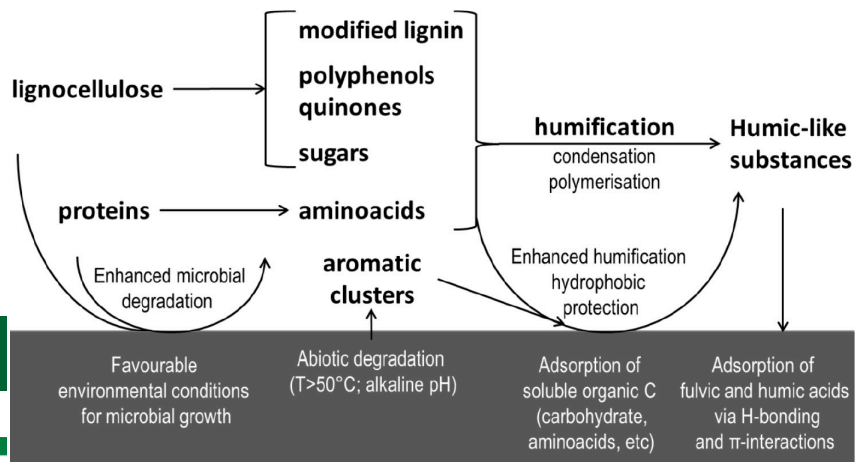 modified lignin
lignocellulose
polyphenols
quinones
sugars
humification
condensation
polymerisation
Humic-like
substances
proteins
aminoacids
Enhanced microbial
degradation
aromatic
clusters
Enhanced humification
hydrophobic
protection
Favourable
environmental conditions
for microbial growth
Abiotic degradation
(T>50°C; alkaline pH)
Adsorption of
soluble organic C
(carbohydrate,
aminoacids, etc)
Adsorption of
fulvic and humic acids
via H-bonding
and π-interactions